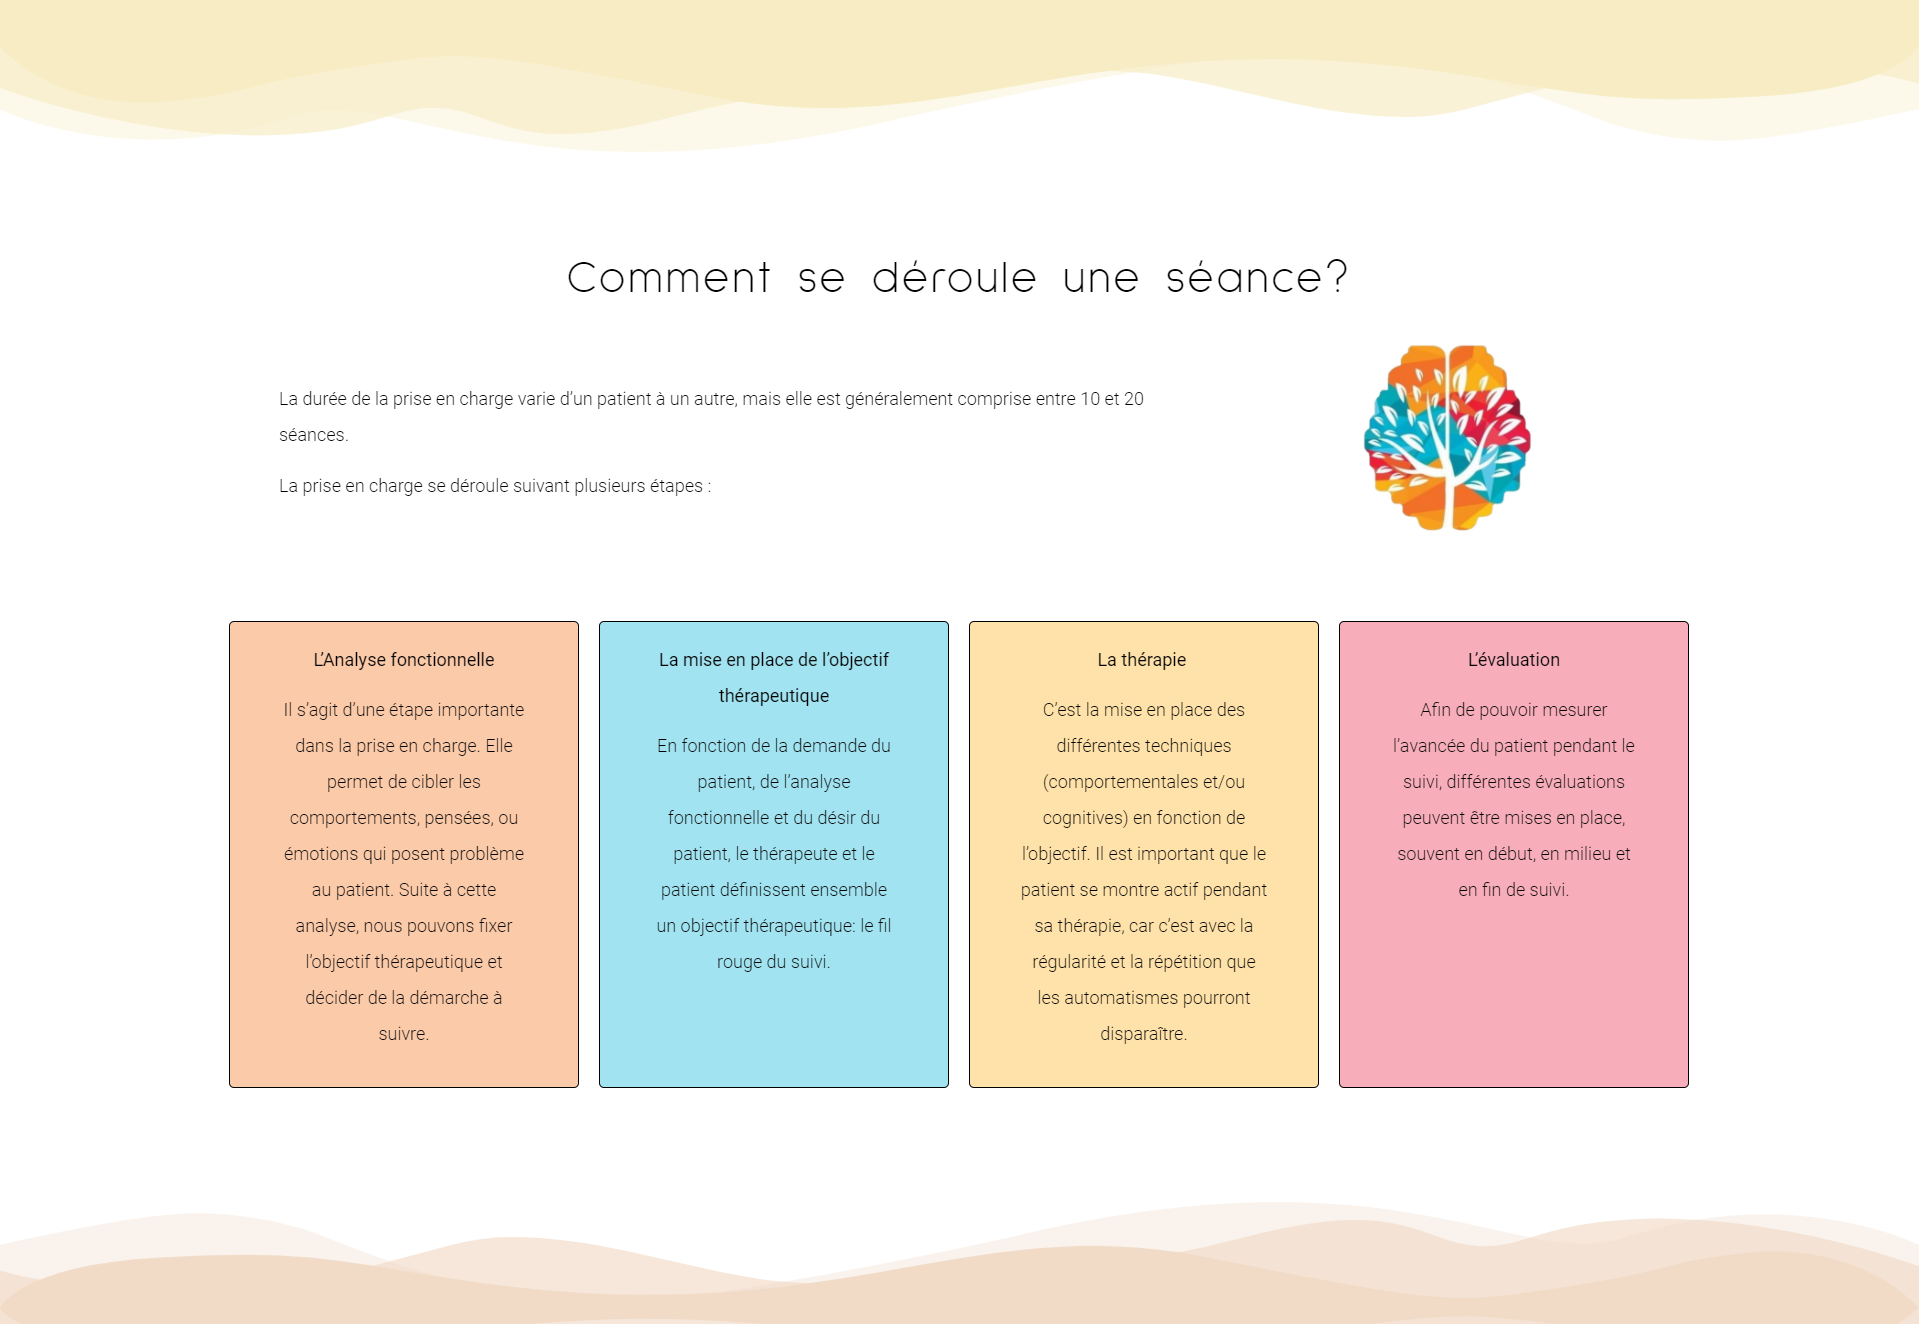 Comment se déroule une séance?
La durée de la prise en charge varie d’un patient à un autre, mais elle est généralement comprise entre 10 et 20
séances.
La prise en charge se déroule suivant plusieurs étapes :
L’Analyse fonctionnelle
Il s’agit d’une étape importante
dans la prise en charge. Elle
permet de cibler les
comportements, pensées, ou
émotions qui posent problème
au patient. Suite à cette
analyse, nous pouvons fixer
l’objectif thérapeutique et
décider de la démarche à
suivre.
La mise en place de l’objectif
thérapeutique
En fonction de la demande du
patient, de l’analyse
fonctionnelle et du désir du
patient, le thérapeute et le
patient définissent ensemble
un objectif thérapeutique: le fil
rouge du suivi.
La thérapie
C’est la mise en place des
différentes techniques
(comportementales et/ou
cognitives) en fonction de
l’objectif. Il est important que le
patient se montre actif pendant
sa thérapie, car c’est avec la
régularité et la répétition que
les automatismes pourront
disparaître.
L’évaluation
Afin de pouvoir mesurer
l’avancée du patient pendant le
suivi, différentes évaluations
peuvent être mises en place,
souvent en début, en milieu et
en fin de suivi.